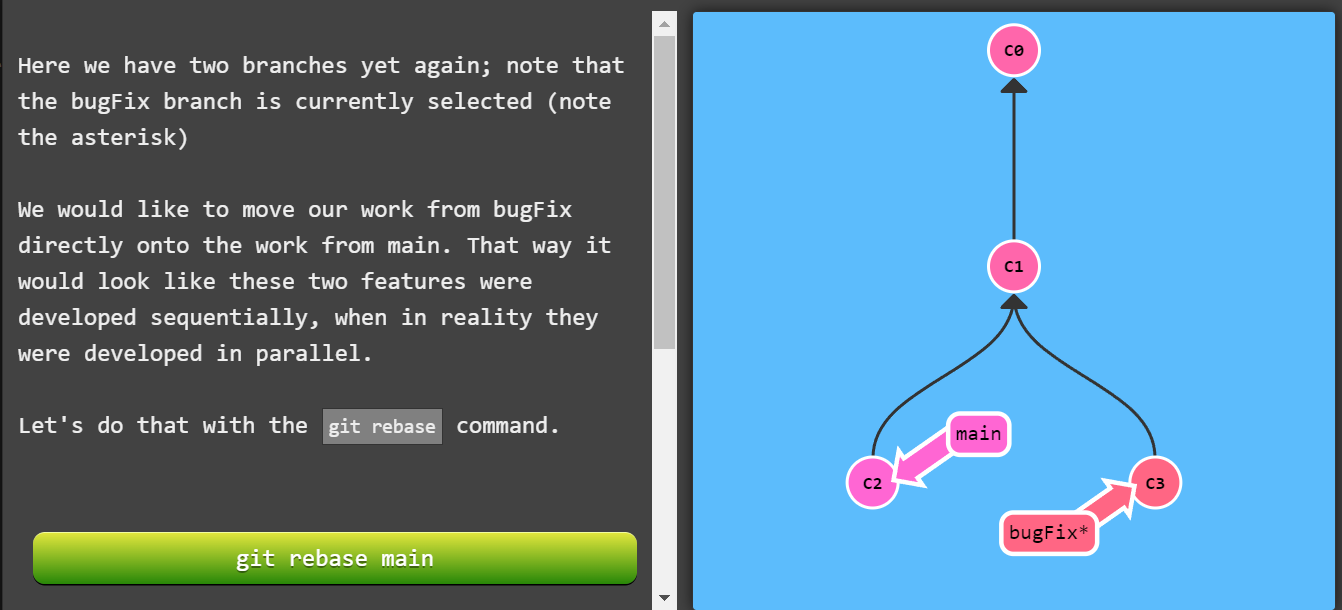 Here we have two branches yet again; note that
the bugFix branch is currently selected (note
the asterisk)
We would like to move our work from bugFix
directly onto the work from main. That way it
would look like these two features were
developed sequentially, when in reality they
were developed in parallel.
Let's do that with the git rebase command.
git rebase main
C0
C1
main
C2
C3
bugFix*